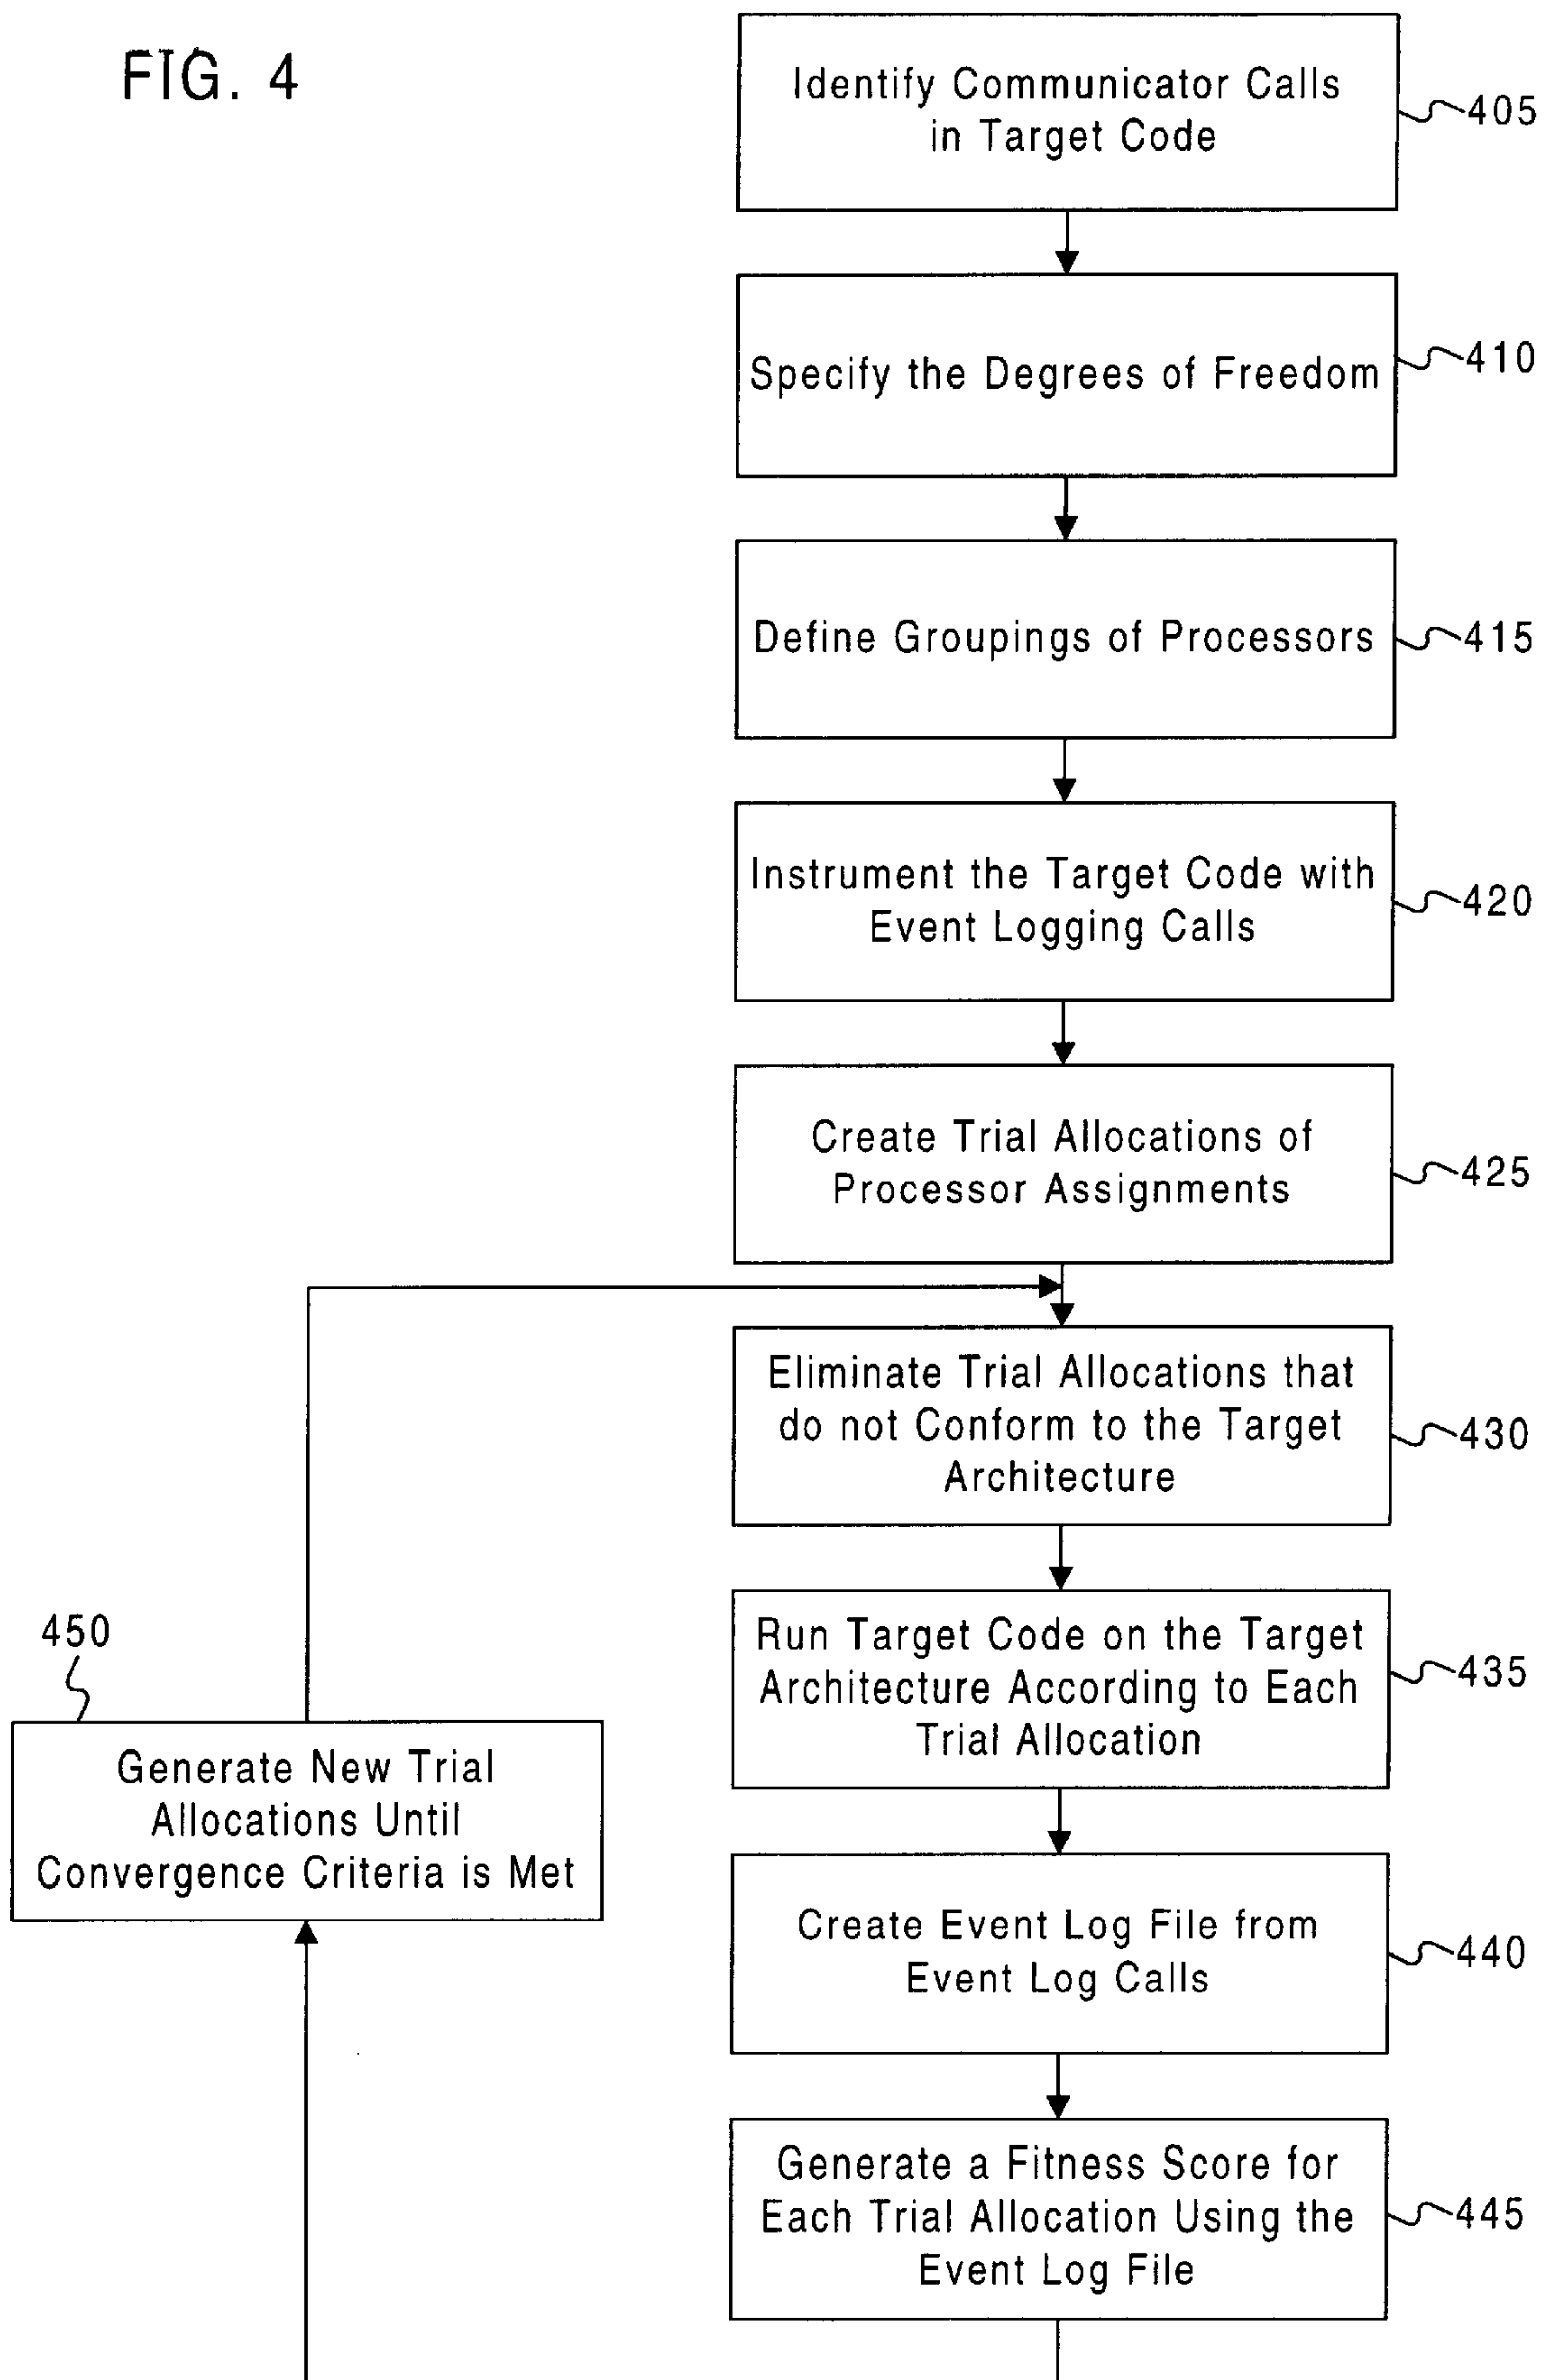 FIG. 4
Identify Communicator Calls
in Target Code
405
Specify the Degrees of Freedom
410
Define Groupings of Processors
415
Instrument the Target Code with
Event Logging Calls
420
Create Trial Allocations of
Processor Assignments
425
Eliminate Trial Allocations that
do not Conform to the Target
Architecture
430
Run Target Code on the Target
Architecture According to Each
Trial Allocation
435
450
Generate New Trial
Allocations Until
Convergence Criteria is Met
Create Event Log File from
Event Log Calls
440
Generate a Fitness Score for
Each Trial Allocation Using the
Event Log File
445